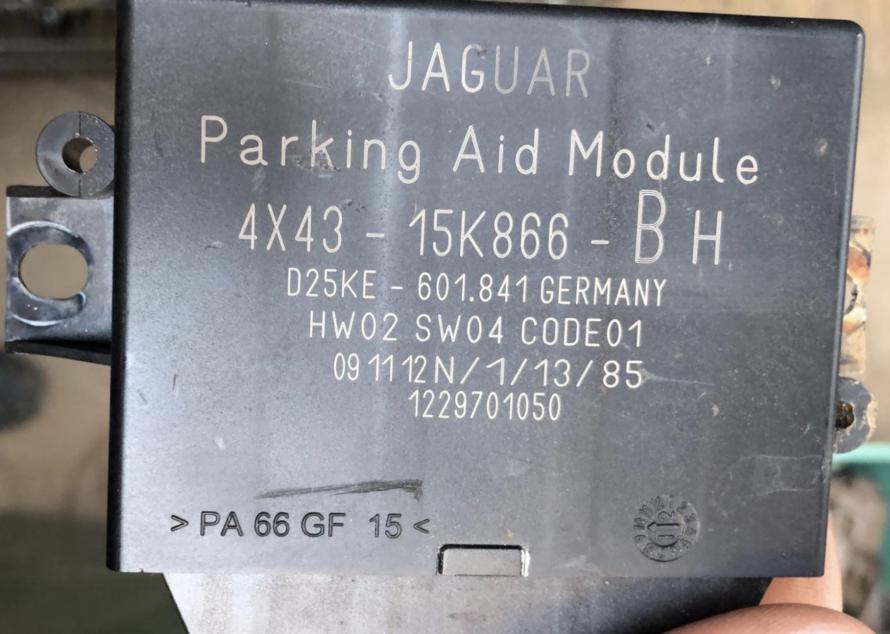 JAGUAR
Parking Aid Module
4X43 - 15K866 - B H
D25KE - 601.841 GERMANY
HW02 SW04 CODE01
09 11 12 N/1/13/85
1229701050
>PA 66 GF 15<